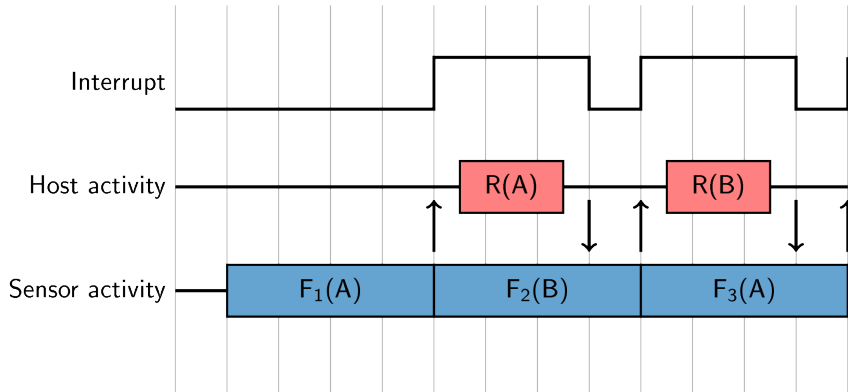 Interrupt
Host activity
R(A)
R(B)
Sensor activity
F₁(A)
F₂(B)
F₃(A)